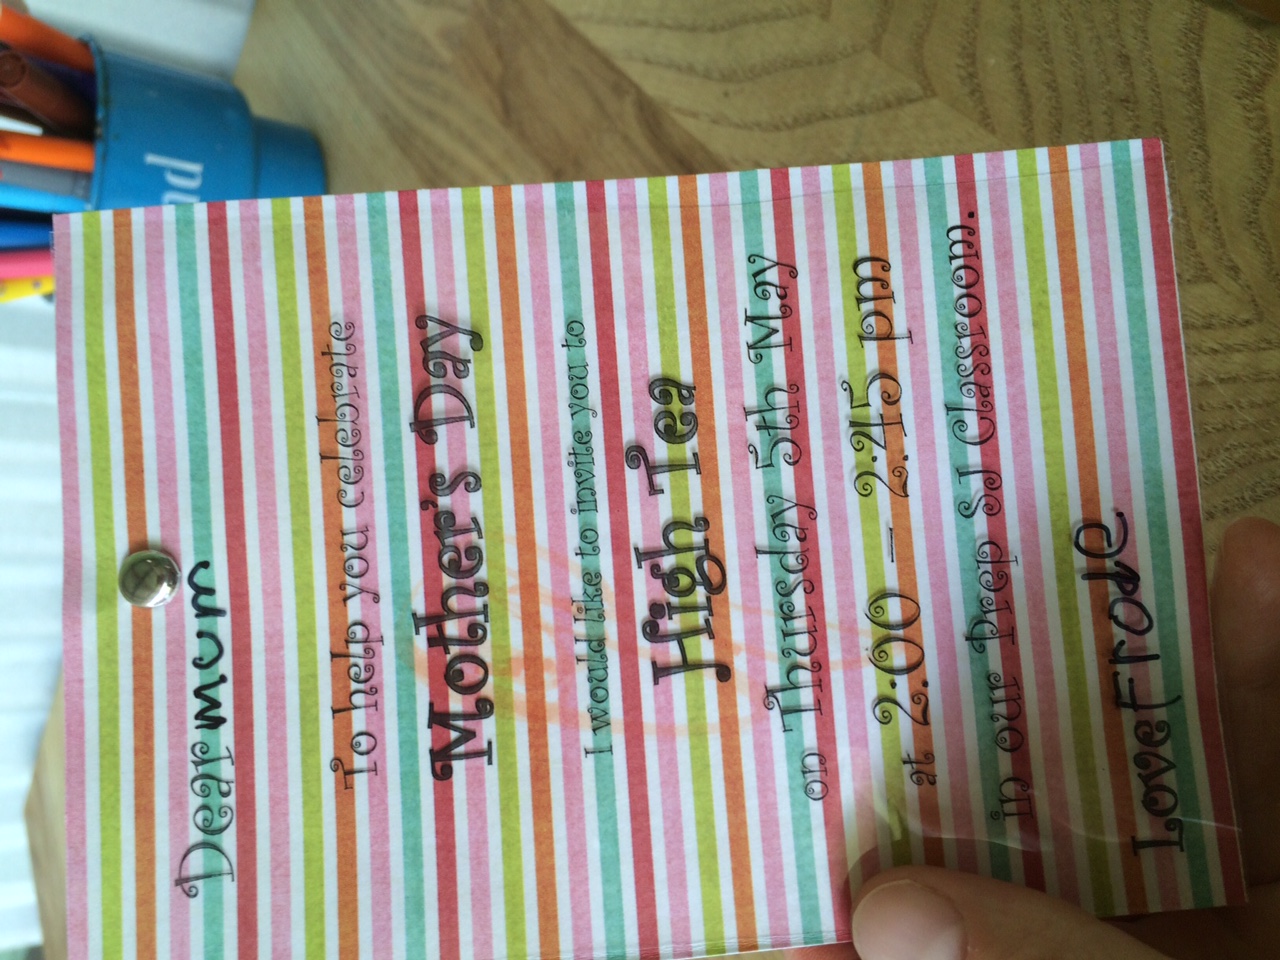 Dear mum
To help you celebrate
Mother's Day
I would like to invite you to
High Tea
on Thursday 5th May
at 2:00 – 2:45 pm
in our Prep SJ Classroom.
Love Frode
nd